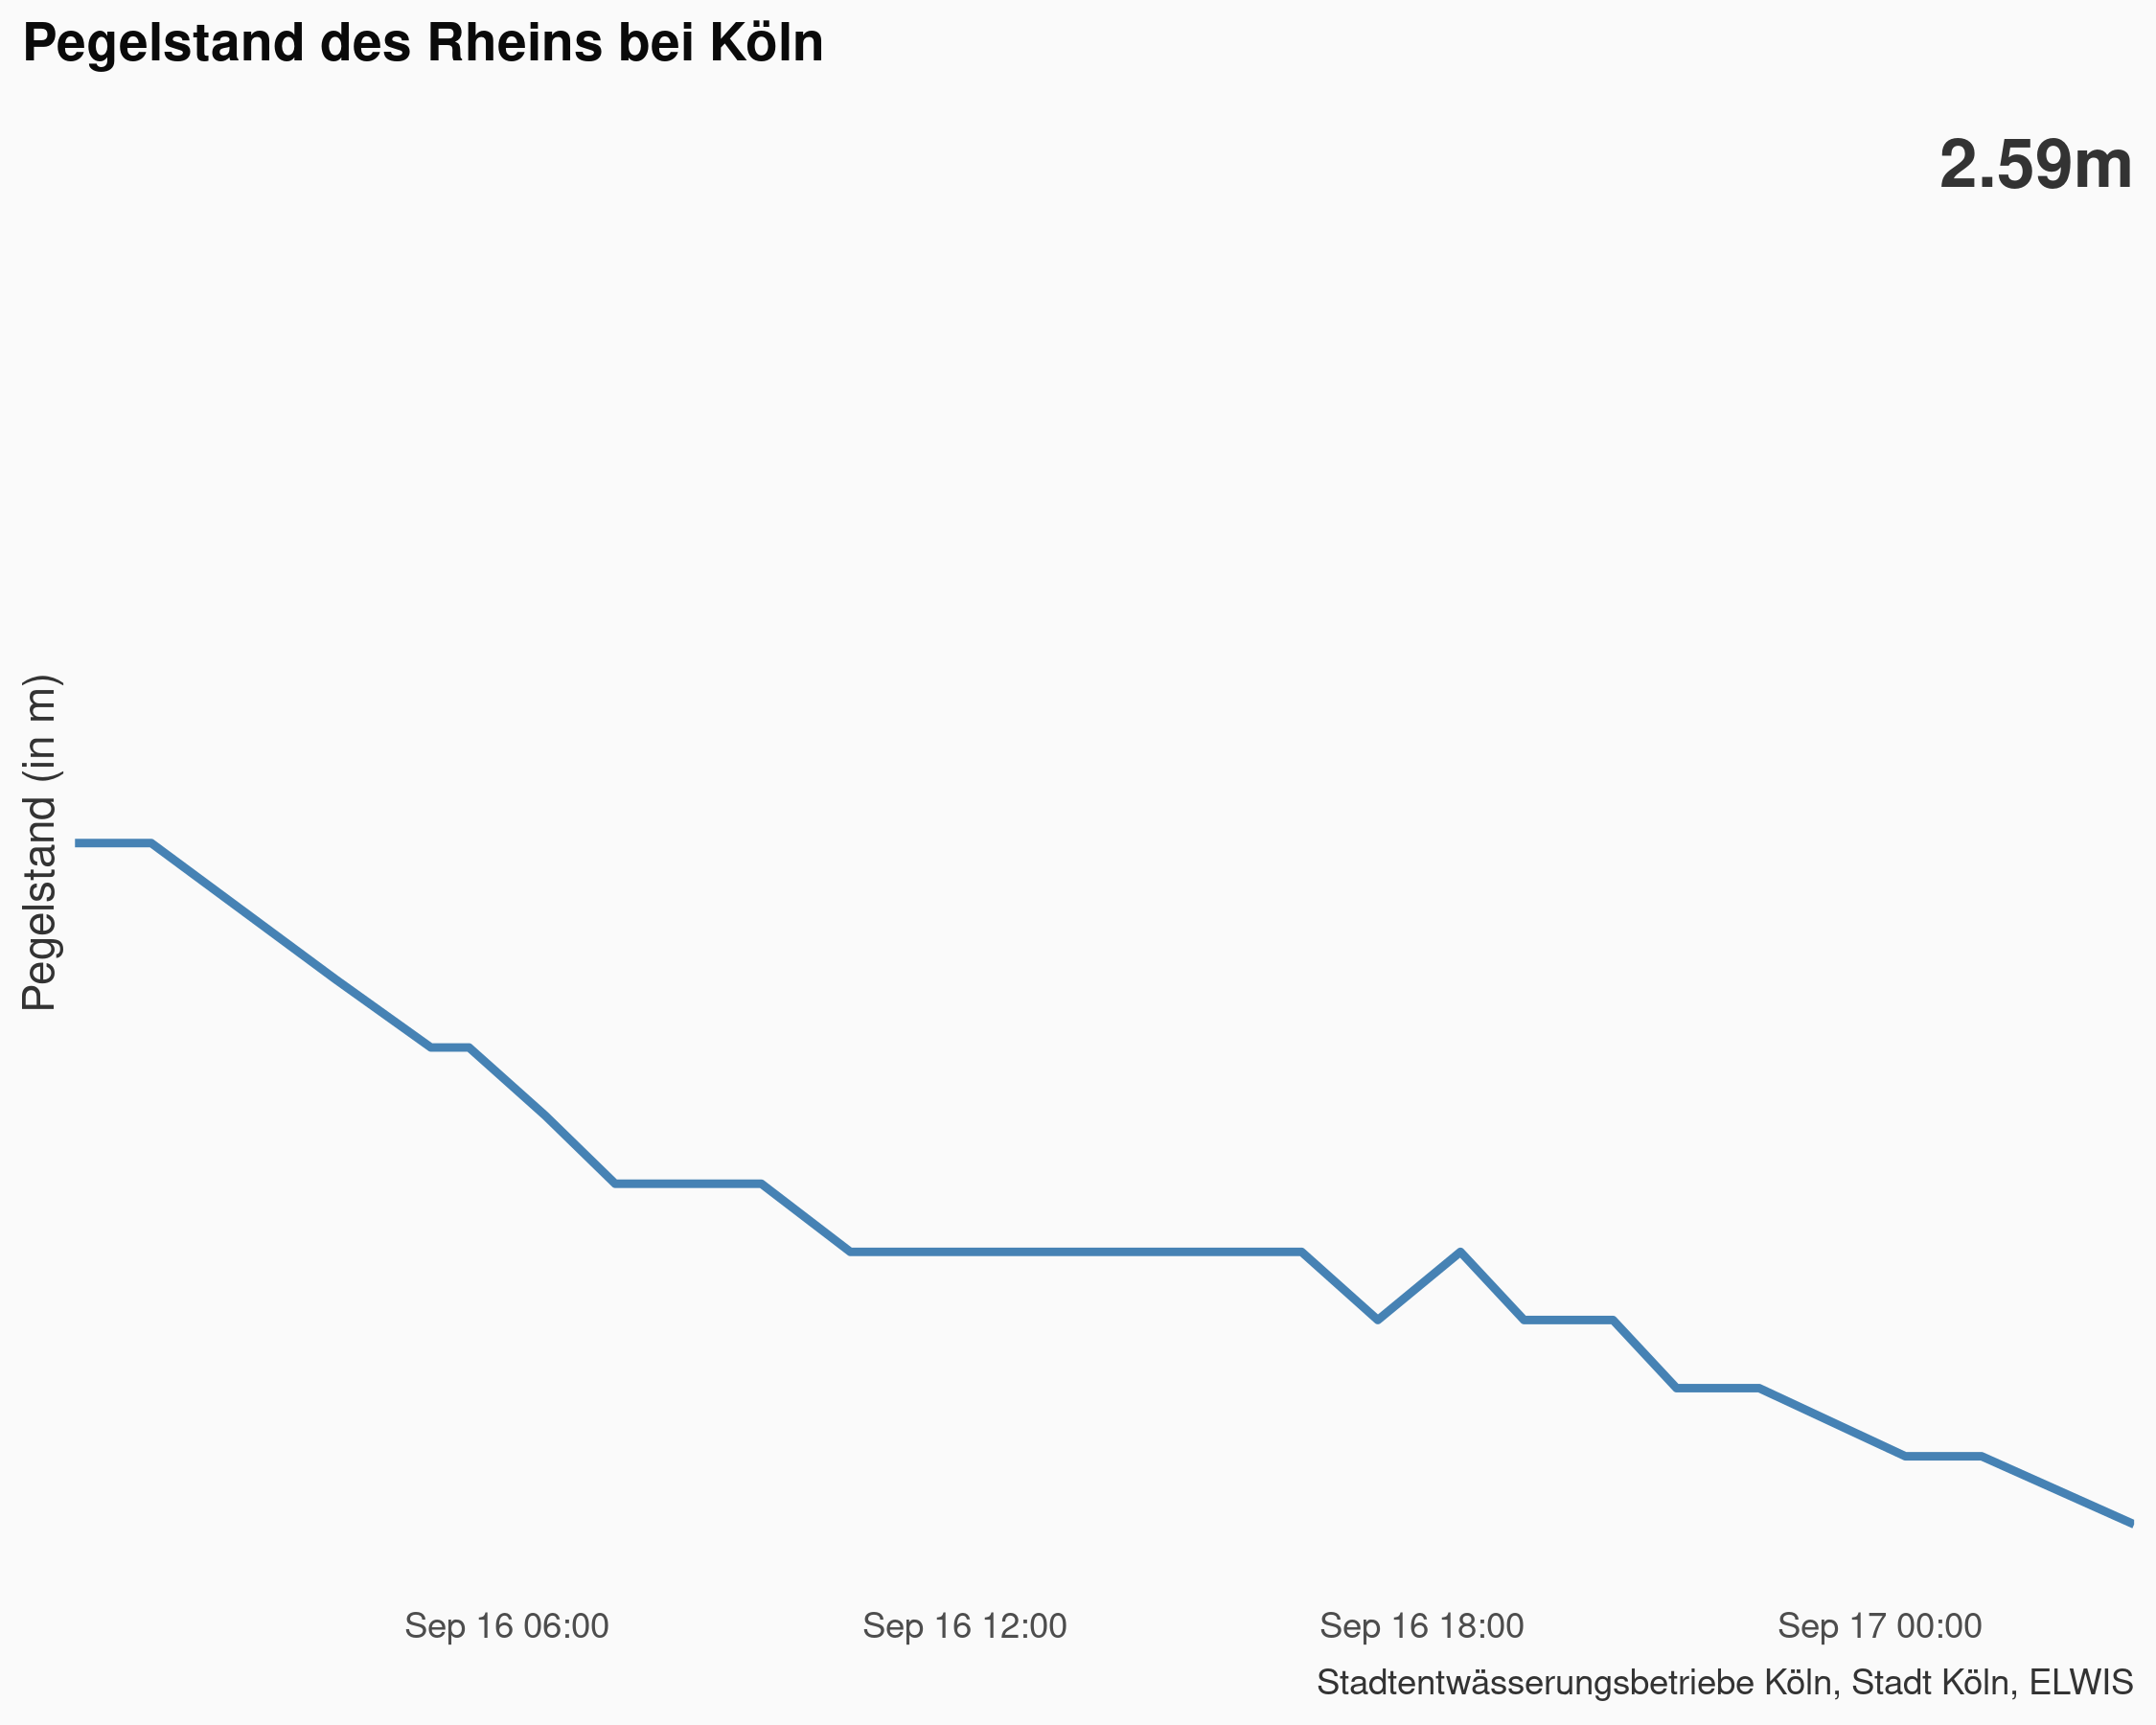 Pegelstand des Rheins bei Köln
2.59m
Pegelstand (in m)
Sep 16 06:00 Sep 16 12:00 Sep 16 18:00 Sep 17 00:00
Stadtentwässerungsbetriebe Köln, Stadt Köln, ELWIS